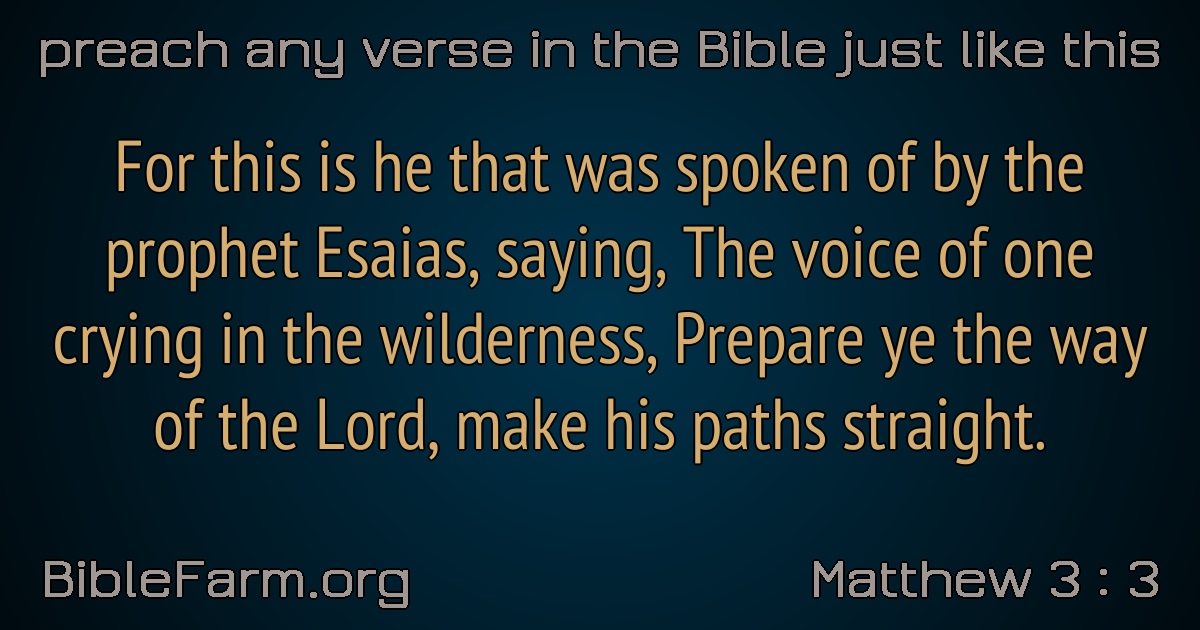 preach any verse in the Bible just like this
For this is he that was spoken of by the
prophet Esaias, saying, The voice of one
crying in the wilderness, Prepare ye the way
of the Lord, make his paths straight.
BibleFarm.org
Matthew 3 : 3